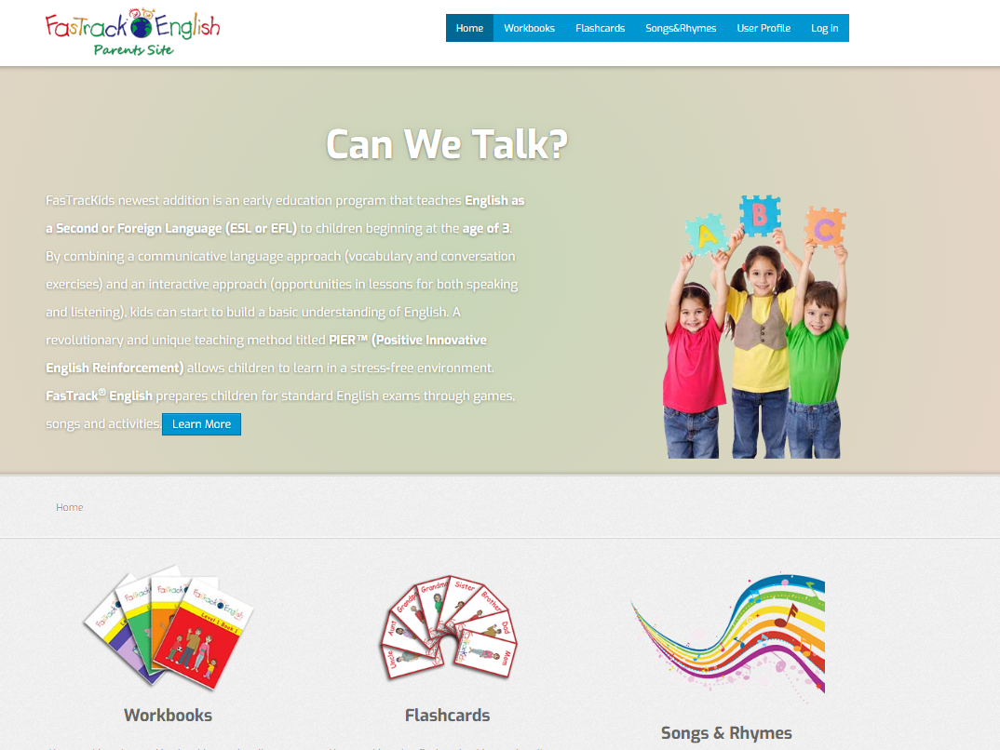 FasTrack English
Parents Site
Home Workbooks Flashcards Songs&Rhymes User Profile Log In
Can We Talk?
FasTracKids newest addition is an early education program that teaches English as
a Second or Foreign Language (ESL or EFL) to children beginning at the age of 3.
By combining a communicative language approach (vocabulary and conversation
exercises) and an interactive approach (opportunities in lessons for both speaking
and listening), kids can start to build a basic understanding of English. A
revolutionary and unique teaching method titled PIER™ (Positive Innovative
English Reinforcement) allows children to learn in a stress-free environment.
FasTrack® English prepares children for standard English exams through games,
songs and activities. Learn More
A B C
Home
FasTrack English
Level 1 Book 1
Uncle
Aunt
Grandpa
Grandma
Sister
Brother
Dad
Mom
Workbooks
Flashcards
Songs & Rhymes